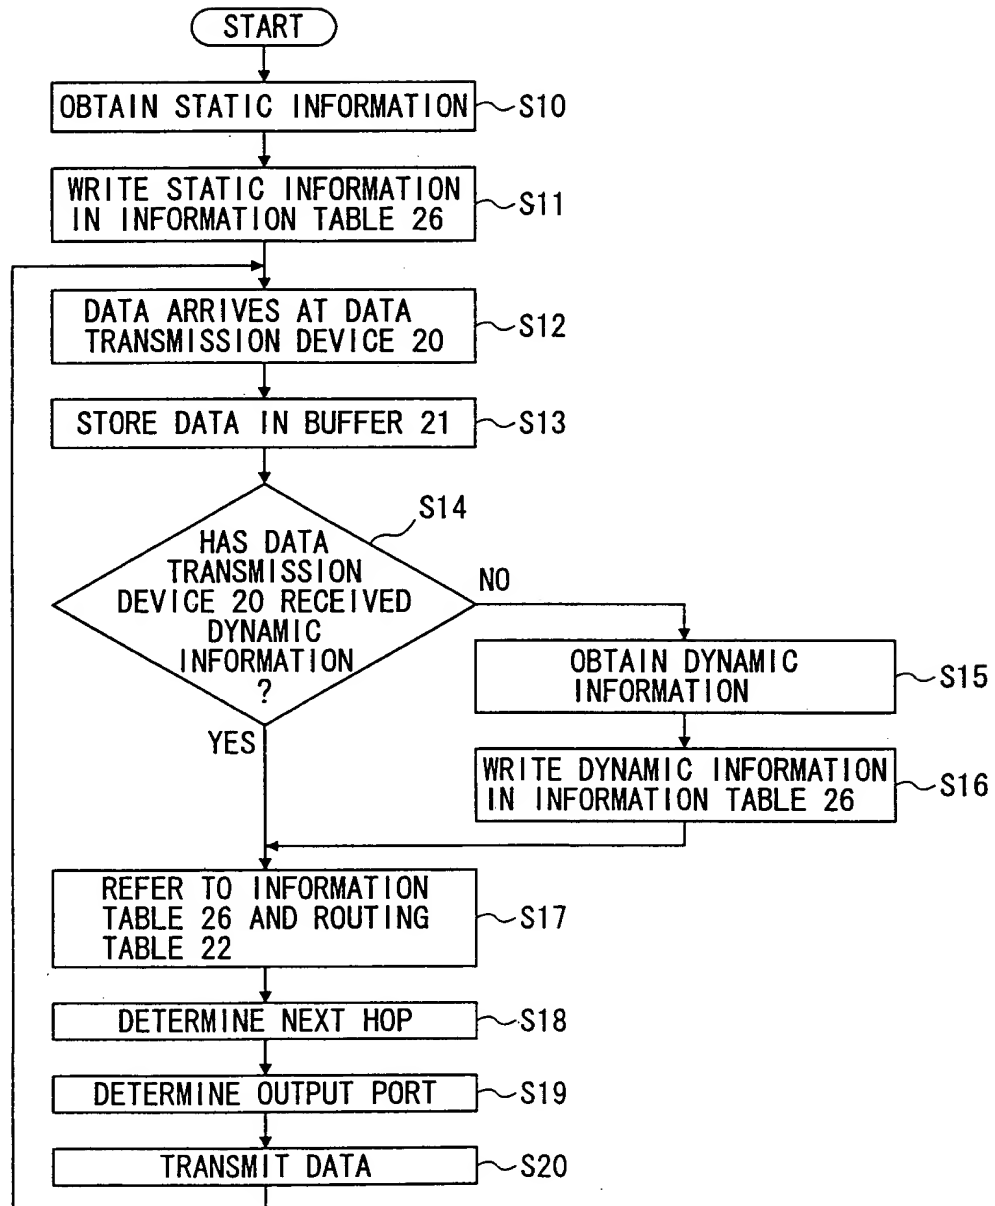 START
OBTAIN STATIC INFORMATION
S10
WRITE STATIC INFORMATION
IN INFORMATION TABLE 26
S11
DATA ARRIVES AT DATA
TRANSMISSION DEVICE 20
S12
STORE DATA IN BUFFER 21
S13
S14
HAS DATA
TRANSMISSION
DEVICE 20 RECEIVED
DYNAMIC
INFORMATION
?
NO
YES
OBTAIN DYNAMIC
INFORMATION
S15
WRITE DYNAMIC INFORMATION
IN INFORMATION TABLE 26
S16
REFER TO INFORMATION
TABLE 26 AND ROUTING
TABLE 22
S17
DETERMINE NEXT HOP
S18
DETERMINE OUTPUT PORT
S19
TRANSMIT DATA
S20